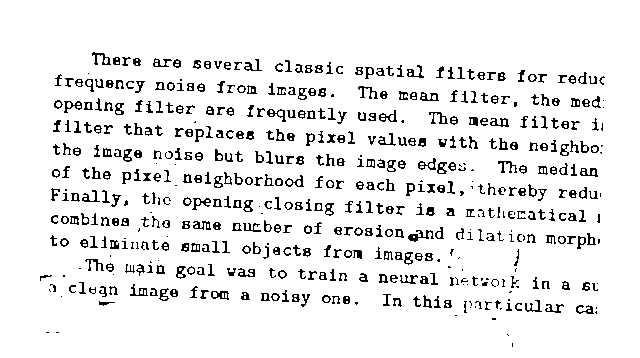 There are several classic spatial filters for reduc
frequency noise from images. The mean filter, the med
opening filter are frequently used. The mean filter i
filter that replaces the pixel values with the neighbo
the image noise but blurs the image edges. The median
of the pixel neighborhood for each pixel, thereby redu
Finally, the opening closing filter is a mathematical
combines the same number of erosion and dilation morph
to eliminate small objects from images.
The main goal was to train a neural network in a su
a clean image from a noisy one. In this particular ca